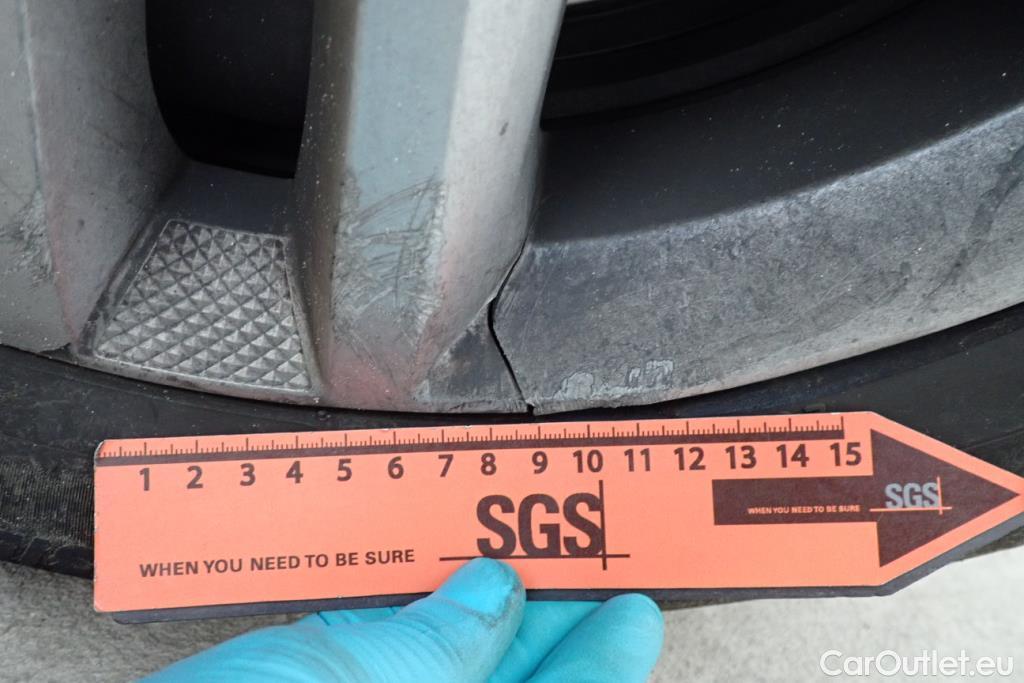 1 2 3 4 5 6 7 8 9 10 11 12 13 14 15
SGS
WHEN YOU NEED TO BE SURE
WHEN YOU NEED TO BE SURE
SGS
CarOutlet.eu